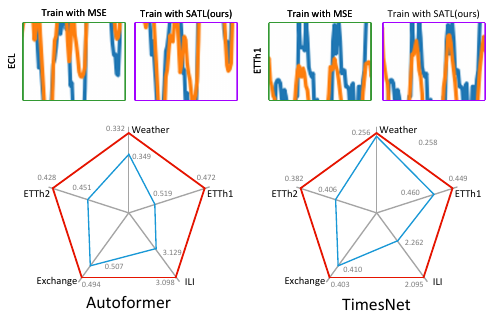 Train with MSE
Train with SATL(ours)
Train with MSE
Train with SATL(ours)
ECL
ETTh1
0.332
Weather
0.349
0.428
ETTh2
0.451
0.472
ETTh1
0.519
3.129
0.507
Exchange
0.494
3.098
ILI
Autoformer
0.256
Weather
0.258
0.382
ETTh2
0.406
0.449
ETTh1
0.460
2.262
0.410
Exchange
0.403
2.095
ILI
TimesNet